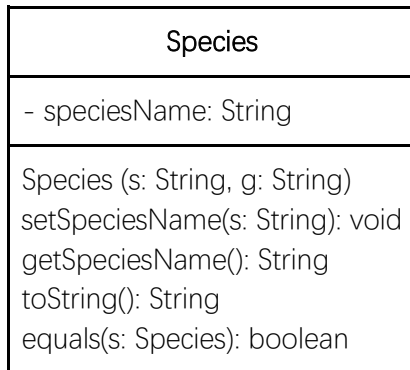 Species
- speciesName: String
Species (s: String, g: String)
setSpeciesName(s: String): void
getSpeciesName(): String
toString(): String
equals(s: Species): boolean